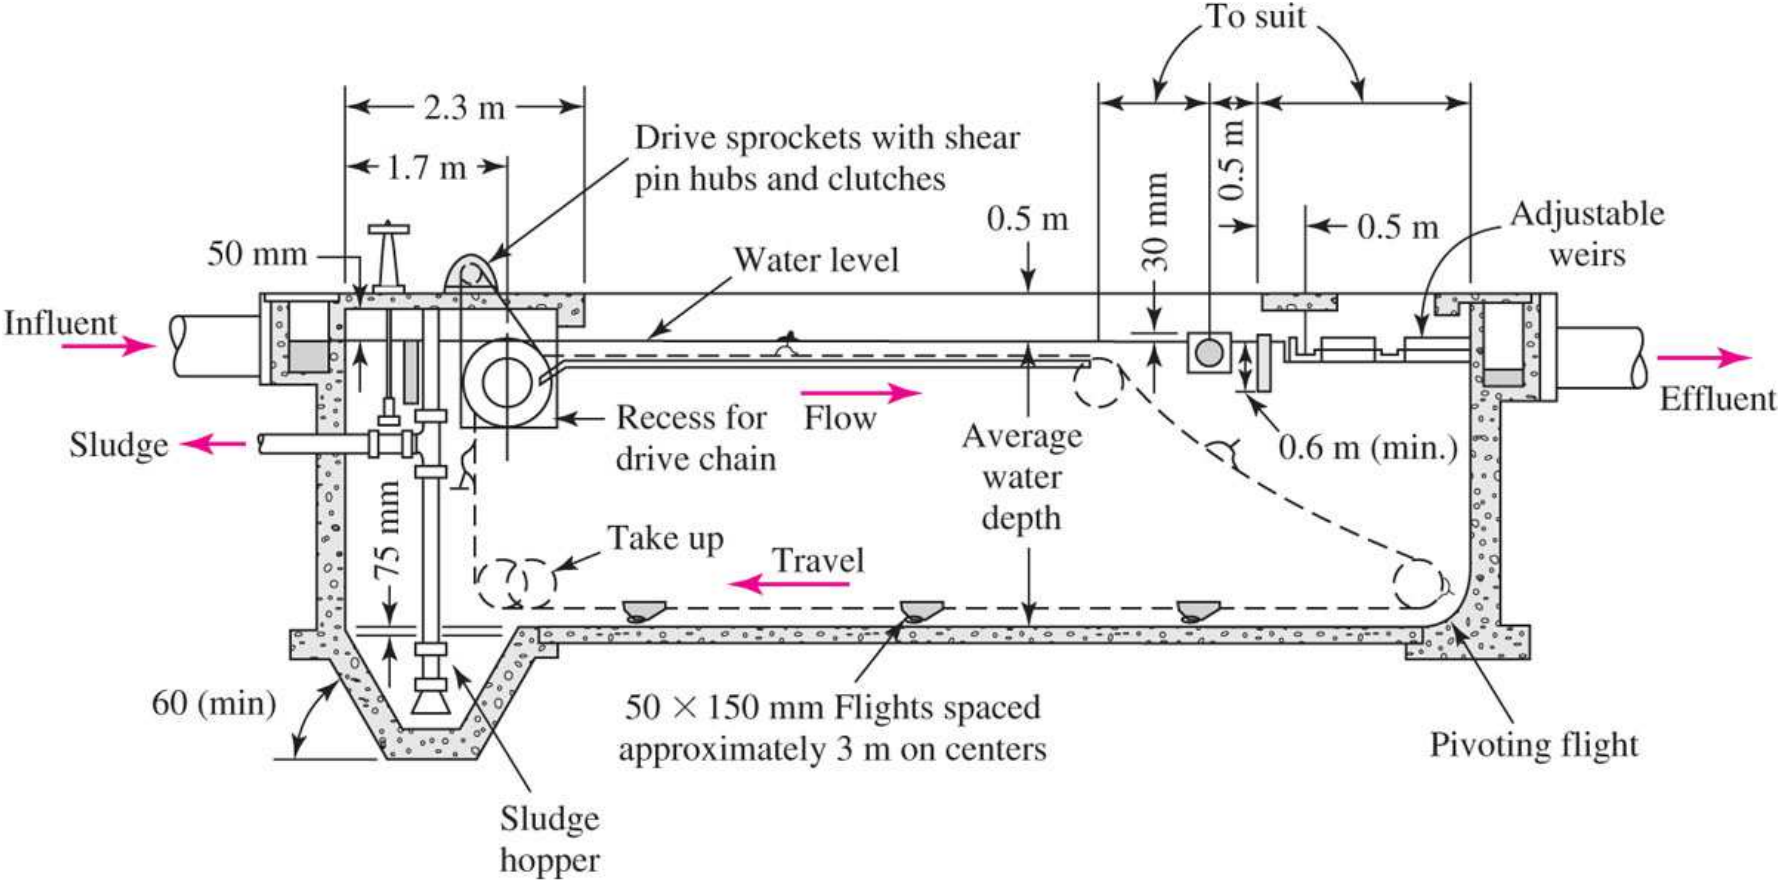 To suit
2.3 m
Drive sprockets with shear
pin hubs and clutches
1.7 m
0.5 m
30 mm
0.5 m
0.5 m
Adjustable
weirs
50 mm
Water level
Influent
Effluent
Sludge
Recess for
drive chain
Flow
Average
water
depth
0.6 m (min.)
75 mm
Take up
Travel
60 (min)
50 × 150 mm Flights spaced
approximately 3 m on centers
Pivoting flight
Sludge
hopper